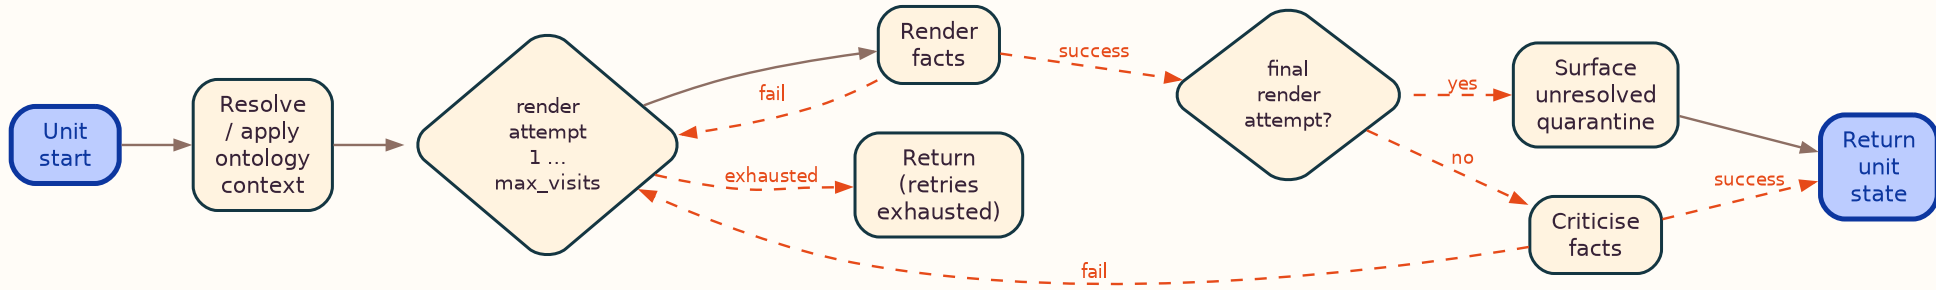 Unit
start
Resolve
/ apply
ontology
context
render
attempt
1 ...
max_visits
Render
facts
fail
success
exhausted
Return
(retries
exhausted)
final
render
attempt?
yes
no
Surface
unresolved
quarantine
Criticise
facts
fail
success
Return
unit
state